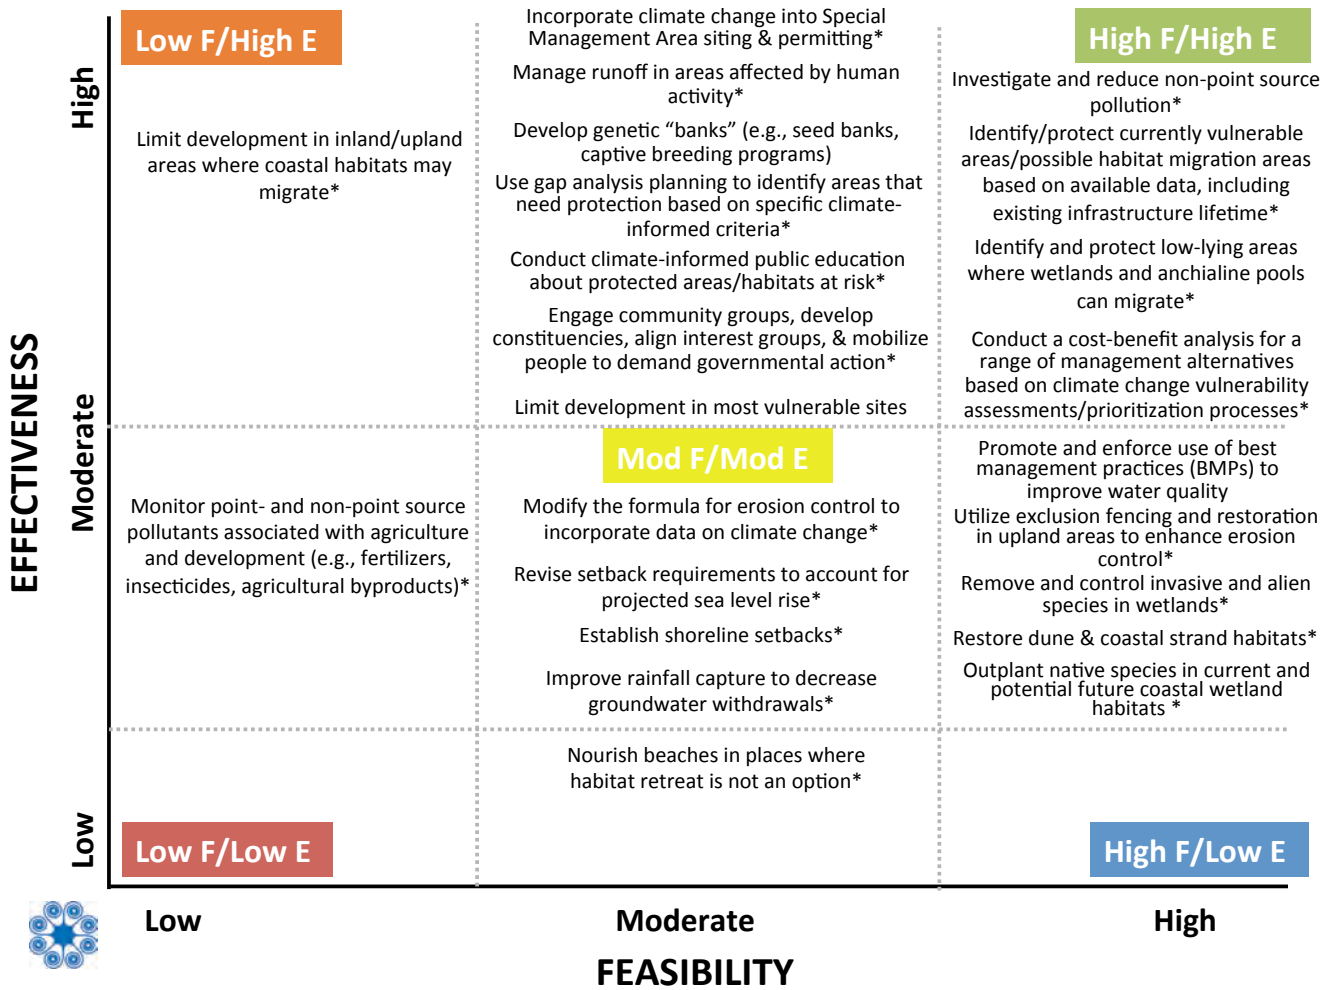 Low F/High E
Incorporate climate change into Special
Management Area siting & permitting*
Manage runoff in areas affected by human
activity*
Develop genetic “banks” (e.g., seed banks,
captive breeding programs)
Use gap analysis planning to identify areas that
need protection based on specific climate-
informed criteria*
Conduct climate-informed public education
about protected areas/habitats at risk*
Engage community groups, develop
constituencies, align interest groups, & mobilize
people to demand governmental action*
Limit development in most vulnerable sites
High F/High E
Investigate and reduce non-point source
pollution*
Identify/protect currently vulnerable
areas/possible habitat migration areas
based on available data, including
existing infrastructure lifetime*
Identify and protect low-lying areas
where wetlands and anchialine pools
can migrate*
Conduct a cost-benefit analysis for a
range of management alternatives
based on climate change vulnerability
assessments/prioritization processes*
High
Limit development in inland/upland
areas where coastal habitats may
migrate*
EFFECTIVENESS
Moderate
Monitor point- and non-point source
pollutants associated with agriculture
and development (e.g., fertilizers,
insecticides, agricultural byproducts)*
Mod F/Mod E
Modify the formula for erosion control to
incorporate data on climate change*
Revise setback requirements to account for
projected sea level rise*
Establish shoreline setbacks*
Improve rainfall capture to decrease
groundwater withdrawals*
Promote and enforce use of best
management practices (BMPs) to
improve water quality
Utilize exclusion fencing and restoration
in upland areas to enhance erosion
control*
Remove and control invasive and alien
species in wetlands*
Restore dune & coastal strand habitats*
Outplant native species in current and
potential future coastal wetland
habitats *
Nourish beaches in places where
habitat retreat is not an option*
Low
Low F/Low E
High F/Low E
Low
Moderate
High
FEASIBILITY